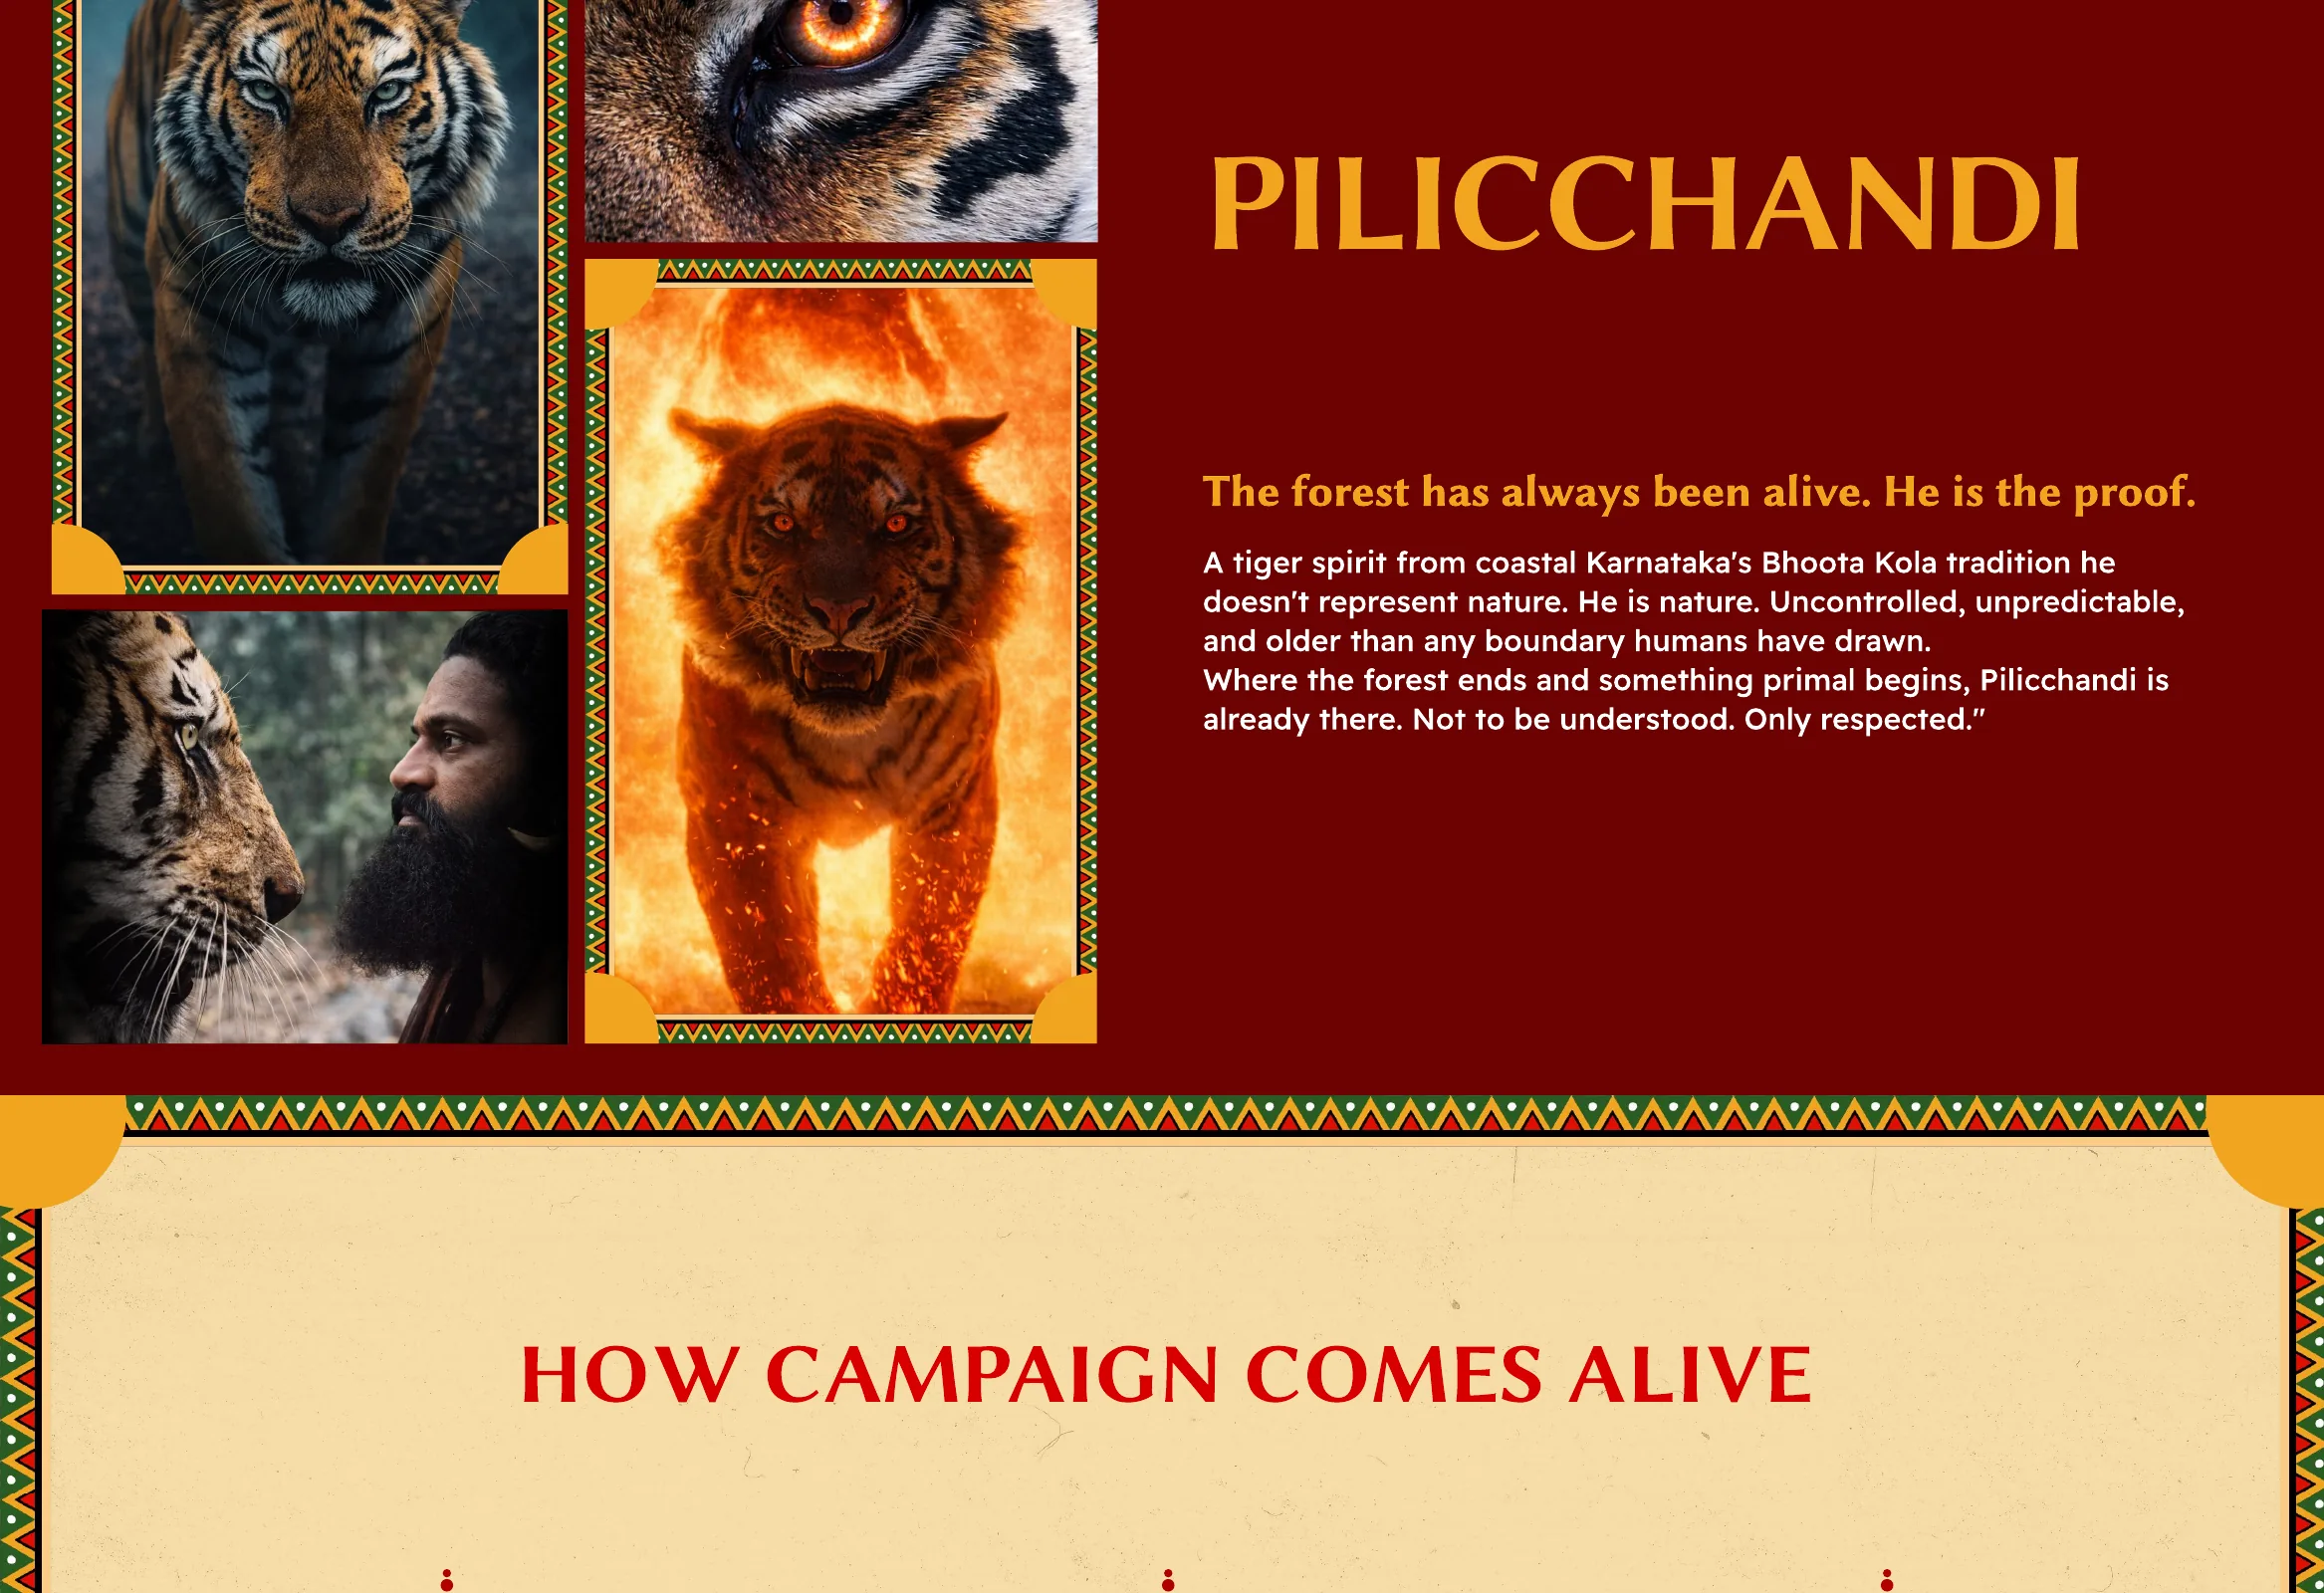 PILICCHANDI
The forest has always been alive. He is the proof.
A tiger spirit from coastal Karnataka's Bhoota Kola tradition he
doesn't represent nature. He is nature. Uncontrolled, unpredictable,
and older than any boundary humans have drawn.
Where the forest ends and something primal begins, Pilicchandi is
already there. Not to be understood. Only respected."
HOW CAMPAIGN COMES ALIVE